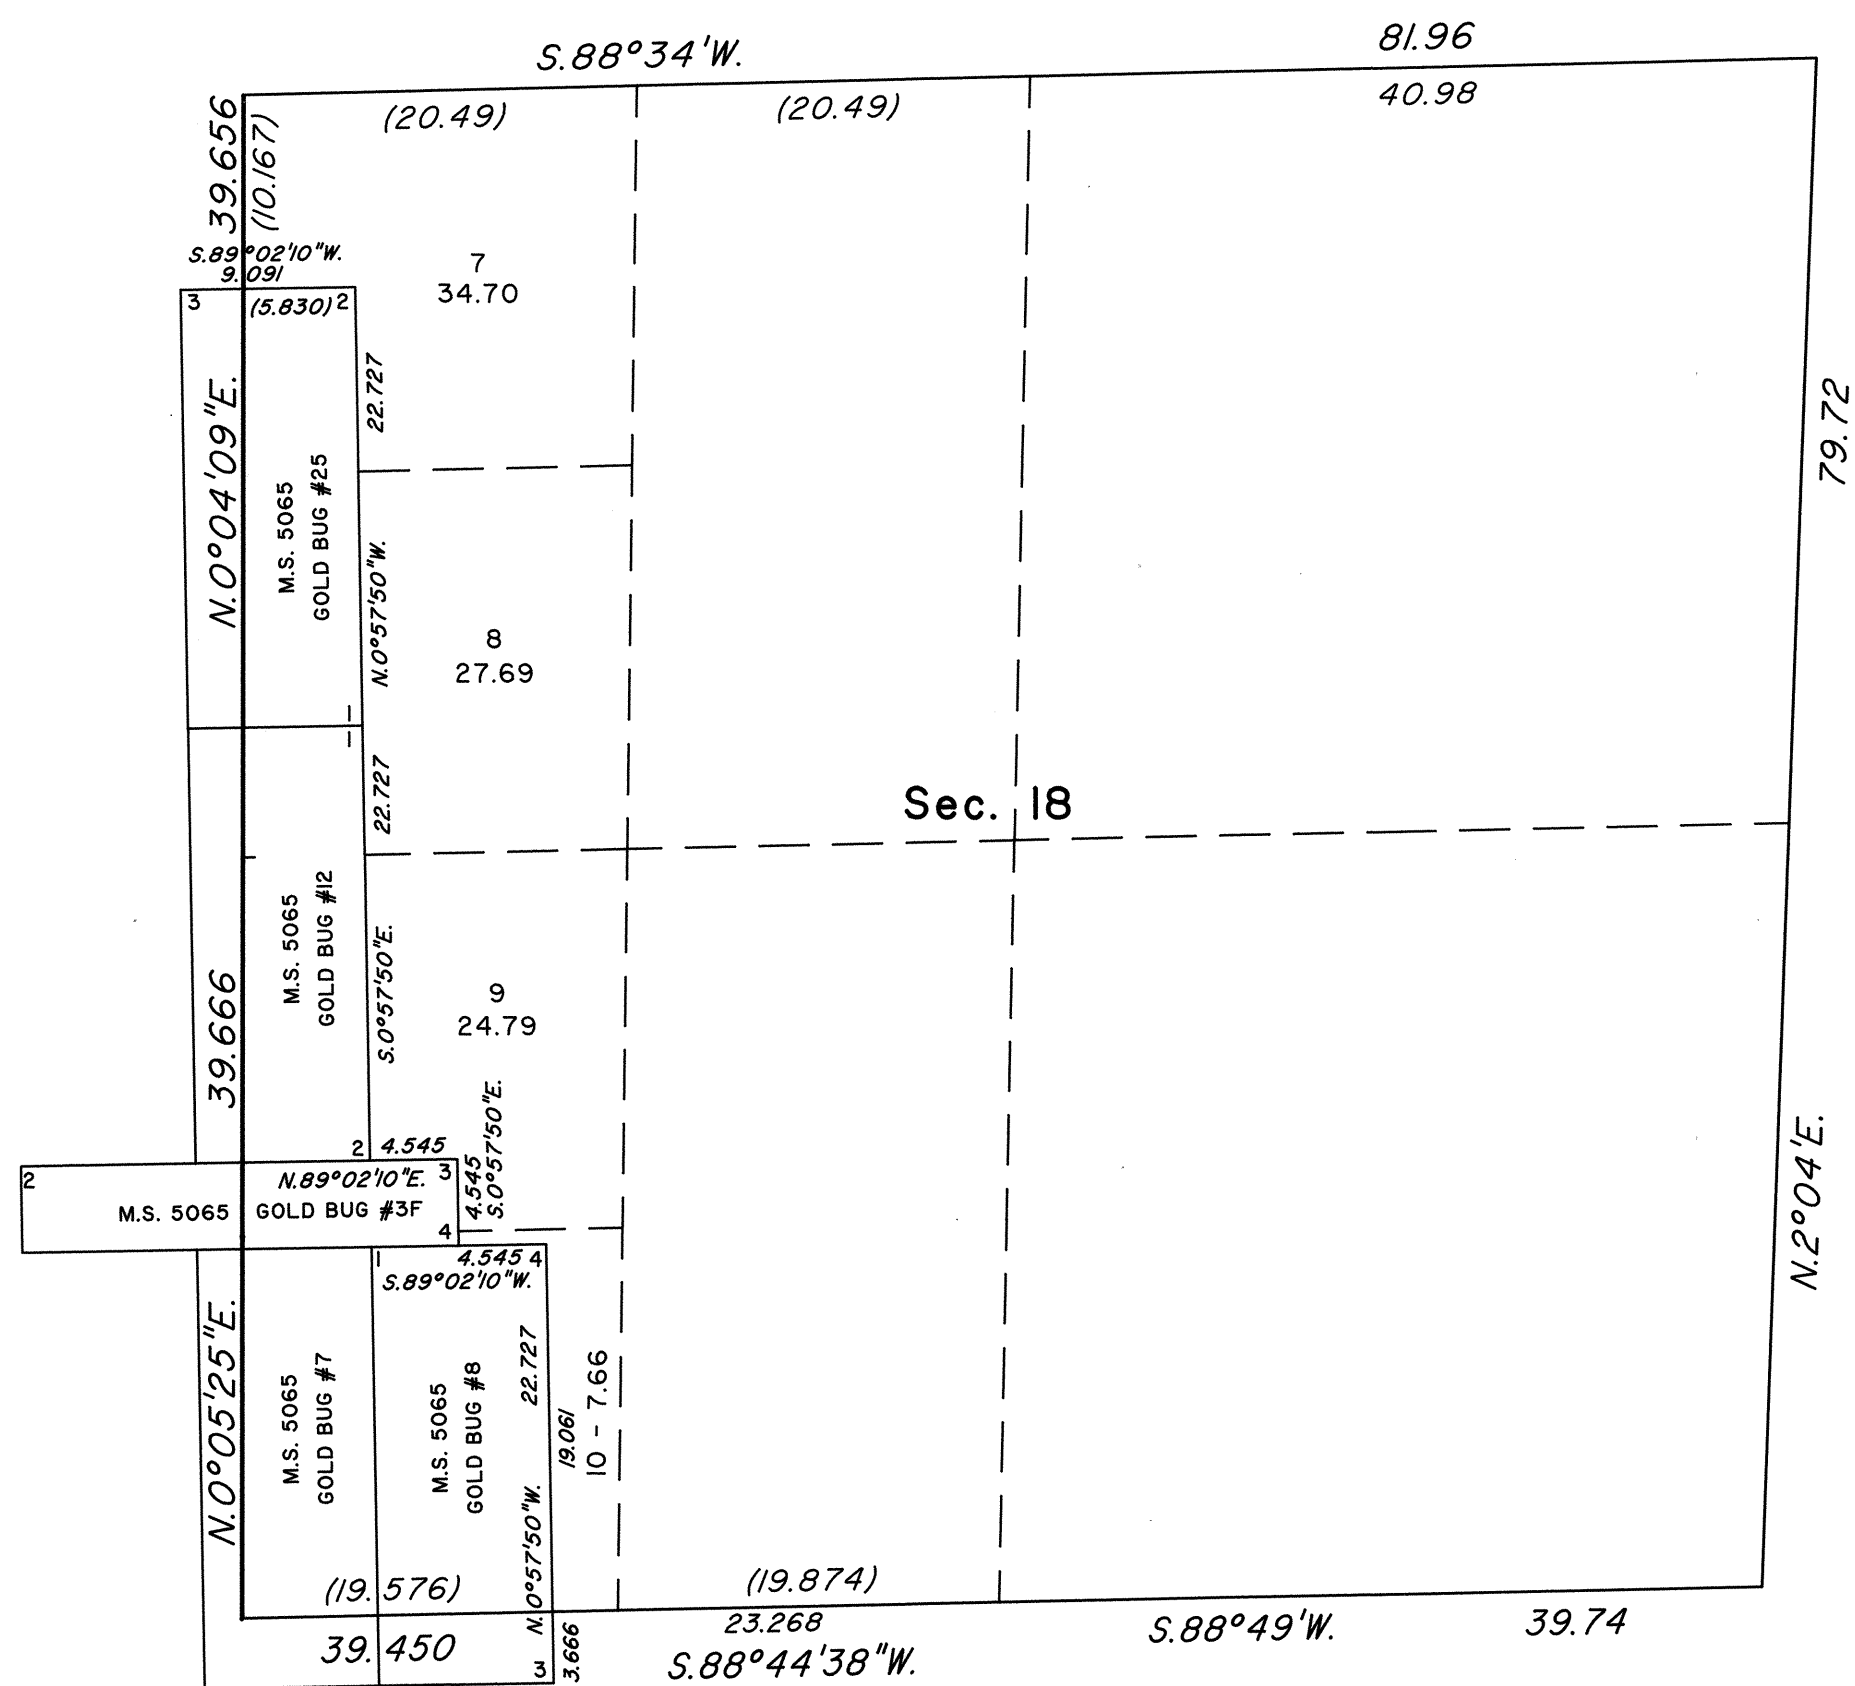 S.88°34'W.
81.96
(20.49)
(20.49)
40.98
39.656
(10.167)
S.89°02'10"W.
9.091
3
(5.830)
2
7
34.70
22.727
79.72
N.0°04'09"E.
M.S. 5065
GOLD BUG #25
N.0°57'50"W.
8
27.69
1
1
22.727
Sec. 18
M.S. 5065
GOLD BUG #12
S.0°57'50"E.
39.666
9
24.79
2
4.545
2
N.89°02'10"E.
3
4.545
S.0°57'50"E.
M.S. 5065
GOLD BUG #3F
4
N.2°04'E.
1
4.545
4
S.89°02'10"W.
N.0°05'25"E.
M.S. 5065
GOLD BUG #7
M.S. 5065
GOLD BUG #8
22.727
19.061
10 - 7.66
N.0°57'50"W.
(19.576)
(19.874)
39.450
3
3.666
23.268
S.88°44'38"W.
S.88°49'W.
39.74